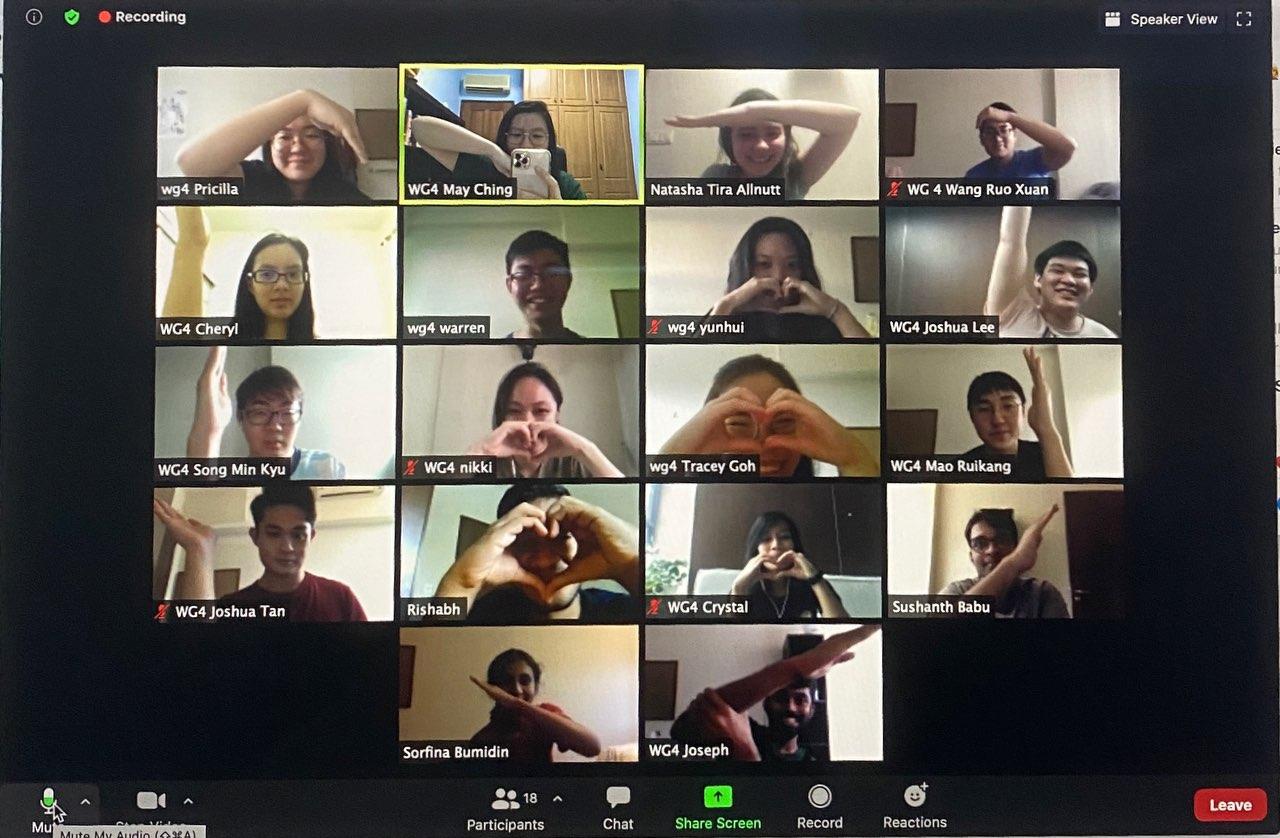 Recording
Speaker View
wg4 Pricilla
WG4 May Ching
Natasha Tira Allnutt
WG 4 Wang Ruo Xuan
WG4 Cheryl
wg4 warren
wg4 yunhui
WG4 Joshua Lee
WG4 Song Min Kyu
WG4 nikki
wg4 Tracey Goh
WG4 Mao Ruikang
WG4 Joshua Tan
Rishabh
WG4 Crystal
Sushanth Babu
Sorfina Bumidin
WG4 Joseph
18
Mute
Stop Video
Participants
Chat
Share Screen
Record
Reactions
Leave
Mute My Audio (⇧⌘A)